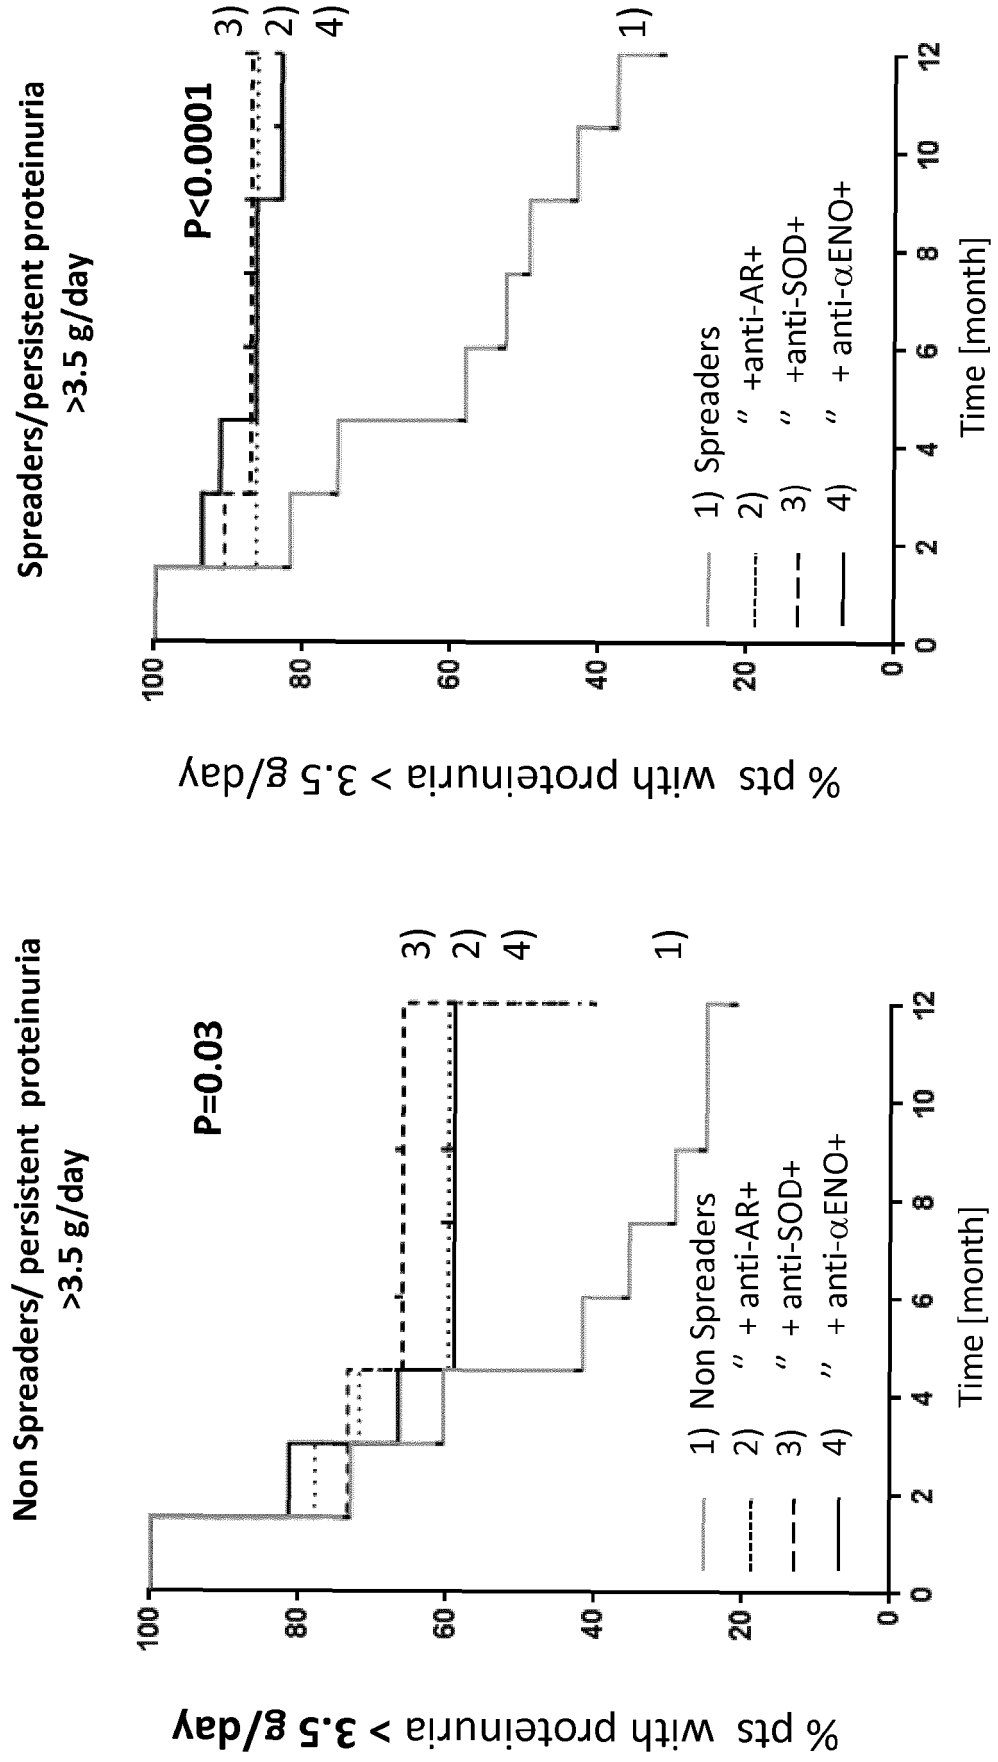 Non Spreaders/ persistent proteinuria
>3.5 g/day
P=0.03
% pts with proteinuria > 3.5 g/day
100
80
60
40
20
0
0 2 4 6 8 10 12
Time [month]
3)
2)
4)
1)
1) Non Spreaders
2) ″ + anti-AR+
3) ″ + anti-SOD+
4) ″ + anti-αENO+
Spreaders/persistent proteinuria
>3.5 g/day
P<0.0001
% pts with proteinuria > 3.5 g/day
100
80
60
40
20
0
0 2 4 6 8 10 12
Time [month]
3)
2)
4)
1)
1) Spreaders
2) ″ +anti-AR+
3) ″ +anti-SOD+
4) ″ + anti-αENO+